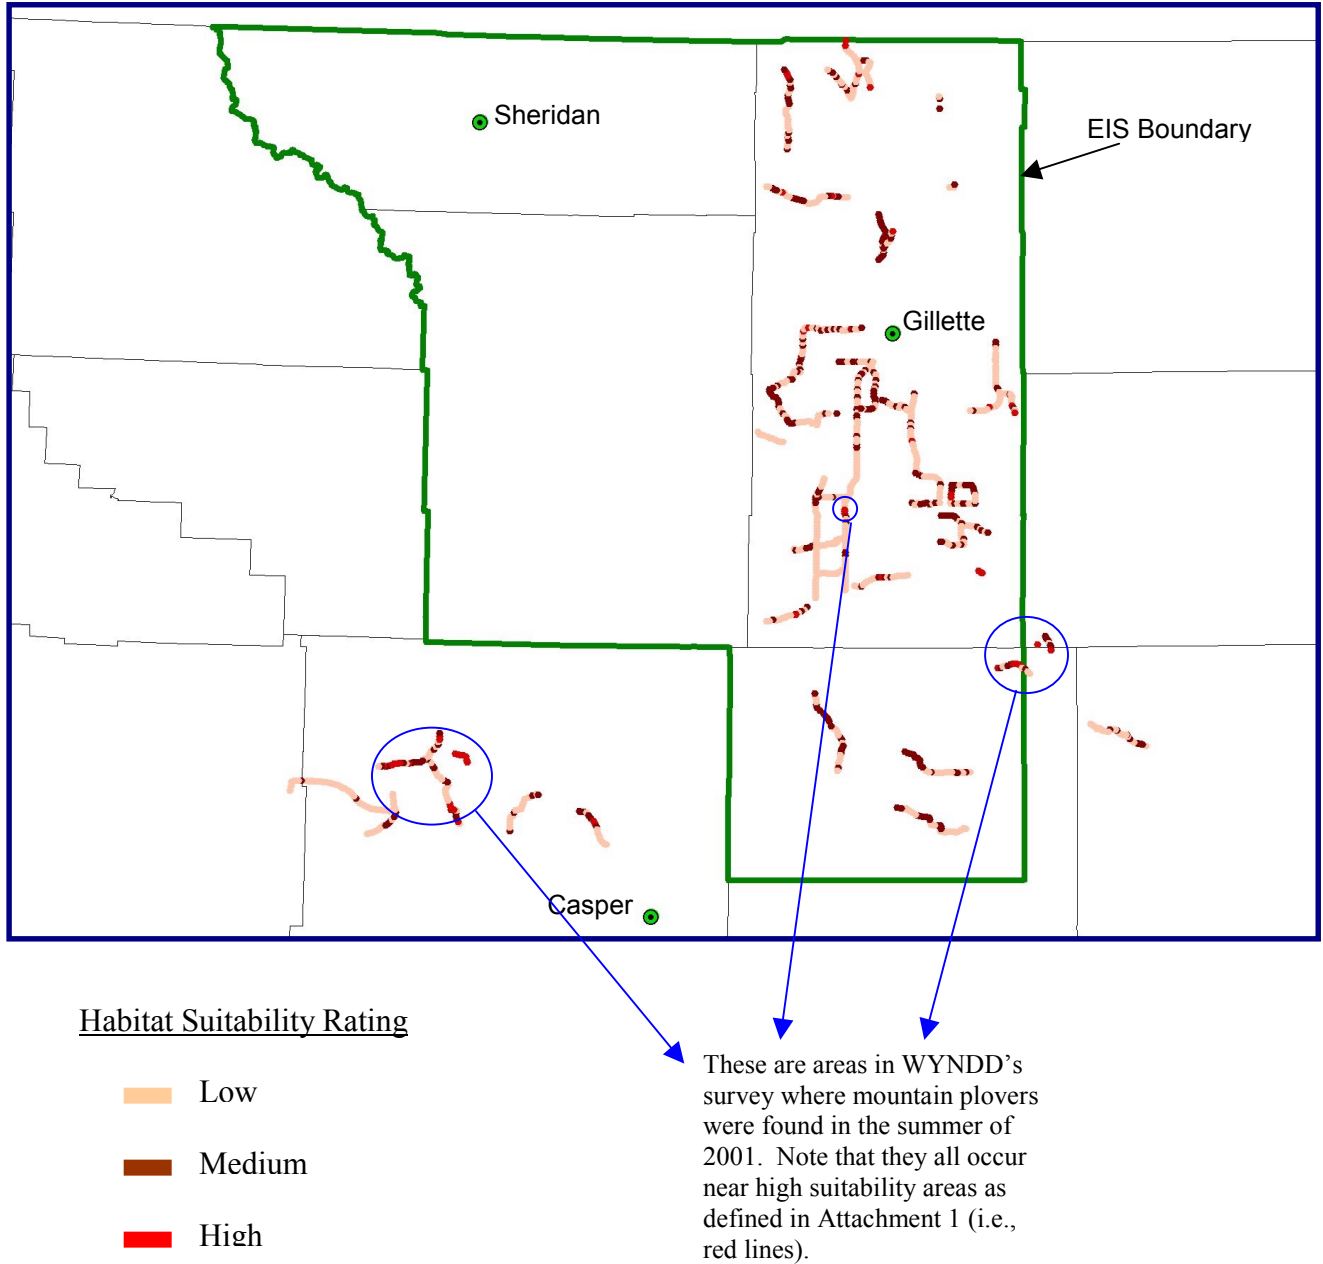 Sheridan
EIS Boundary
Gillette
Casper
Habitat Suitability Rating
Low
Medium
High
These are areas in WYNDD's
survey where mountain plovers
were found in the summer of
2001.  Note that they all occur
near high suitability areas as
defined in Attachment 1 (i.e.,
red lines).